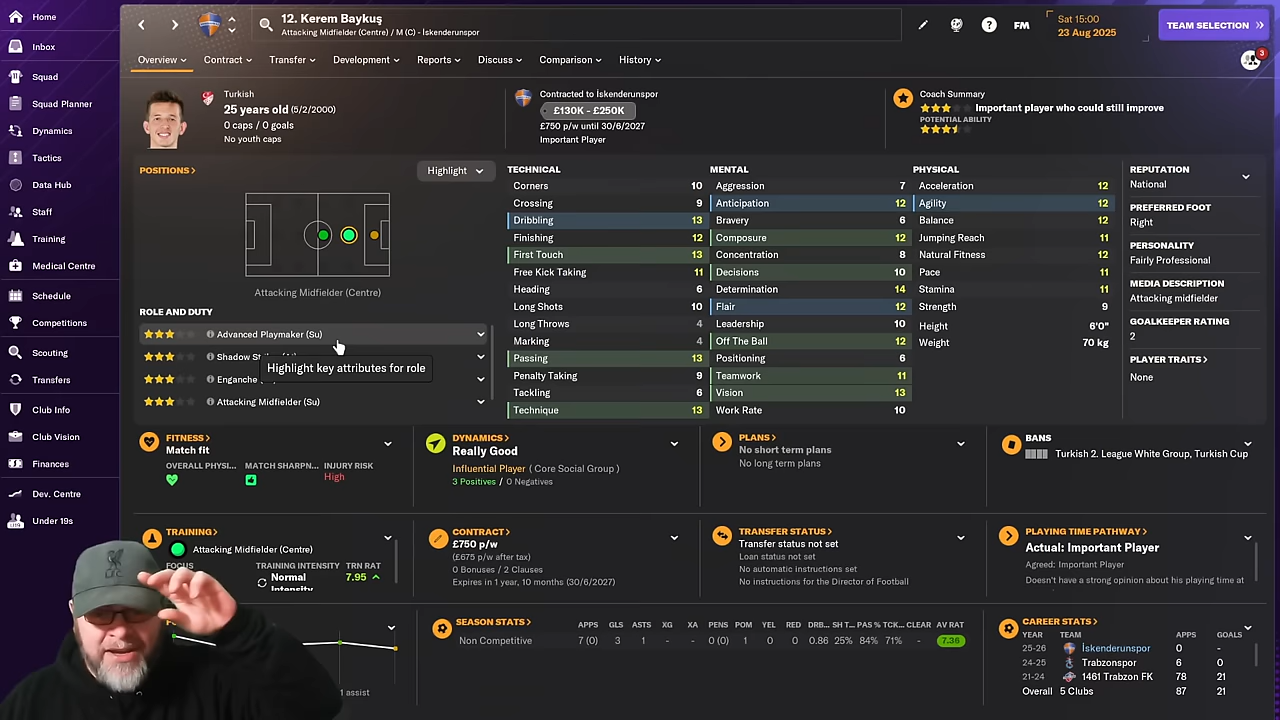 Home
Inbox
Squad
Squad Planner
Dynamics
Tactics
Data Hub
Staff
Training
Medical Centre
Schedule
Competitions
Scouting
Transfers
Club Info
Club Vision
Finances
Dev. Centre
Under 19s
12. Kerem Baykuş
Attacking Midfielder (Centre) / M (C) - İskenderunspor
FM
Sat 15:00
23 Aug 2025
TEAM SELECTION
3
Overview
Contract
Transfer
Development
Reports
Discuss
Comparison
History
Turkish
25 years old (5/2/2000)
0 caps / 0 goals
No youth caps
Contracted to İskenderunspor
£130K - £250K
£750 p/w until 30/6/2027
Important Player
Coach Summary
Important player who could still improve
POTENTIAL ABILITY
POSITIONS
Highlight
Attacking Midfielder (Centre)
ROLE AND DUTY
Advanced Playmaker (Su)
Highlight key attributes for role
Enganche
Attacking Midfielder (Su)
TECHNICAL
Corners 10
Crossing 9
Dribbling 13
Finishing 12
First Touch 13
Free Kick Taking 11
Heading 6
Long Shots 10
Long Throws 4
Marking 4
Passing 13
Penalty Taking 9
Tackling 6
Technique 13
MENTAL
Aggression 7
Anticipation 12
Bravery 6
Composure 12
Concentration 8
Decisions 10
Determination 14
Flair 12
Leadership 10
Off The Ball 12
Positioning 6
Teamwork 11
Vision 13
Work Rate 10
PHYSICAL
Acceleration 12
Agility 12
Balance 12
Jumping Reach 11
Natural Fitness 12
Pace 11
Stamina 11
Strength 9
Height 6'0"
Weight 70 kg
REPUTATION
National
PREFERRED FOOT
Right
PERSONALITY
Fairly Professional
MEDIA DESCRIPTION
Attacking midfielder
GOALKEEPER RATING
2
PLAYER TRAITS
None
FITNESS
Match fit
OVERALL PHYSI... MATCH SHARPN... INJURY RISK
High
DYNAMICS
Really Good
Influential Player ( Core Social Group )
3 Positives / 0 Negatives
PLANS
No short term plans
No long term plans
BANS
Turkish 2. League White Group, Turkish Cup
TRAINING
Attacking Midfielder (Centre)
FOCUS TRAINING INTENSITY TRN RAT
Normal 7.95
Intensity
CONTRACT
£750 p/w
(£675 p/w after tax)
0 Bonuses / 2 Clauses
Expires in 1 year, 10 months (30/6/2027)
TRANSFER STATUS
Transfer status not set
Loan status not set
No automatic instructions set
No instructions for the Director of Football
PLAYING TIME PATHWAY
Actual: Important Player
Agreed: Important Player
Doesn't have a strong opinion about his playing time at
1 assist
SEASON STATS
APPS GLS ASTS XG XA PENS POM YEL RED DRB... SH T... PAS % TCK... CLEAR AV RAT
Non Competitive 7 (0) 3 1 - - 0 (0) 1 0 0 0.86 25% 84% 71% - 7.36
CAREER STATS
YEAR TEAM APPS GOALS
25-26 İskenderunspor 0 -
24-25 Trabzonspor 6 0
21-24 1461 Trabzon FK 78 21
Overall 5 Clubs 87 21